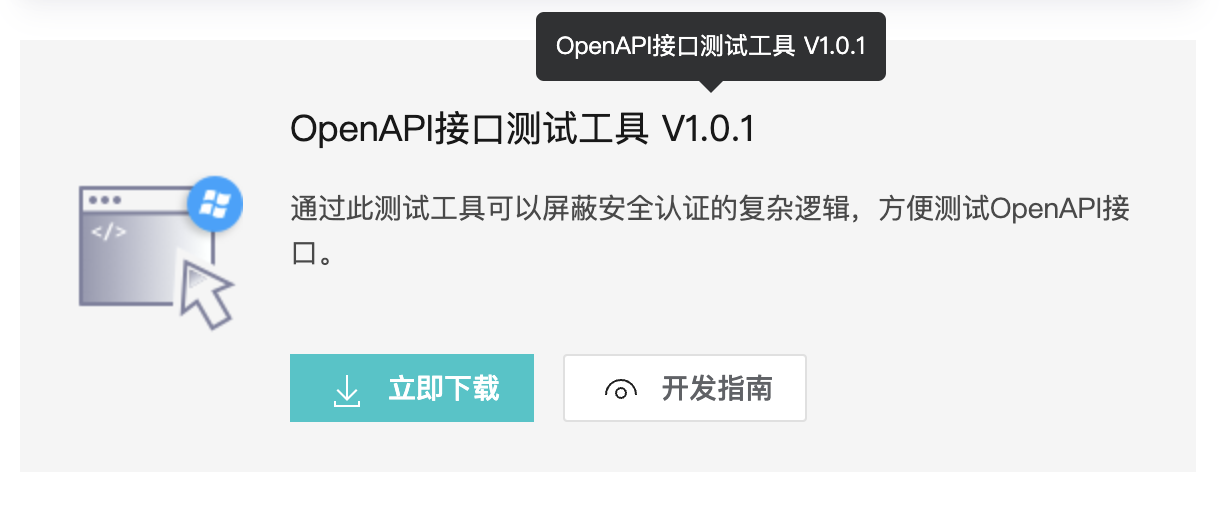 OpenAPI接口测试工具 V1.0.1
OpenAPI接口测试工具 V1.0.1
</>
通过此测试工具可以屏蔽安全认证的复杂逻辑，方便测试OpenAPI接
口。
立即下载
开发指南